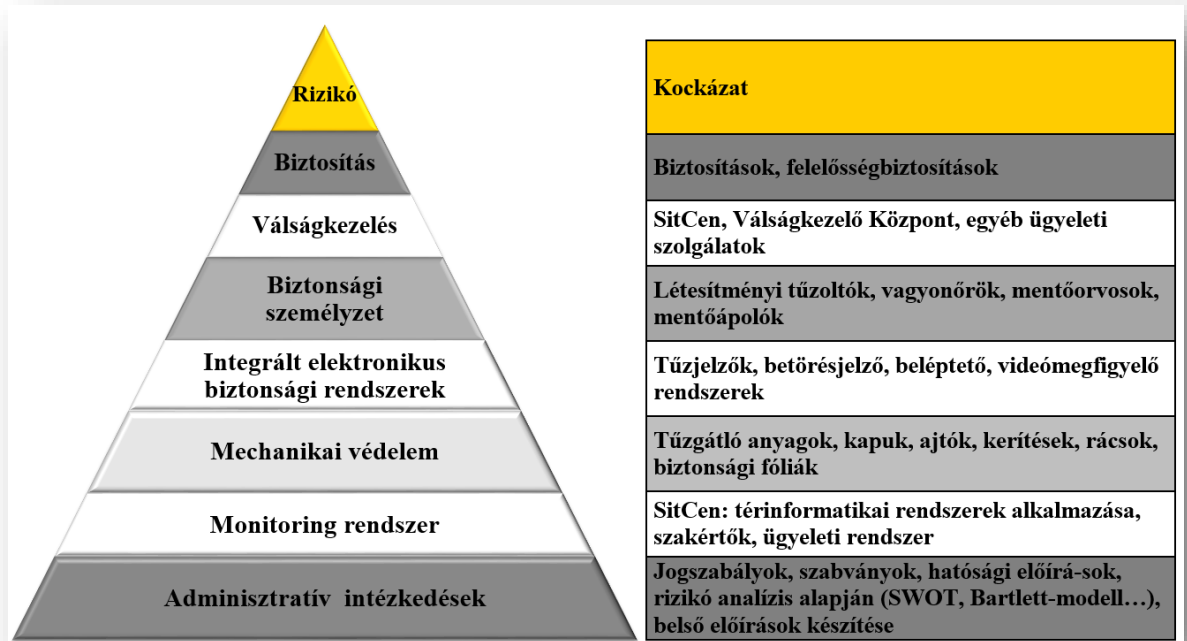 Rizikó
Kockázat
Biztosítás
Biztosítások, felelősségbiztosítások
Válságkezelés
SitCen, Válságkezelő Központ, egyéb ügyeleti
szolgálatok
Biztonsági
személyzet
Létesítményi tűzoltók, vagyonőrök, mentőorvosok,
mentőápolók
Integrált elektronikus
biztonsági rendszerek
Tűzjelzők, betörésjelző, beléptető, videómegfigyelő
rendszerek
Mechanikai védelem
Tűzgátló anyagok, kapuk, ajtók, kerítések, rácsok,
biztonsági fóliák
Monitoring rendszer
SitCen: térinformatikai rendszerek alkalmazása,
szakértők, ügyeleti rendszer
Adminisztratív intézkedések
Jogszabályok, szabványok, hatósági előírá-sok,
rizikó analízis alapján (SWOT, Bartlett-modell…),
belső előírások készítése